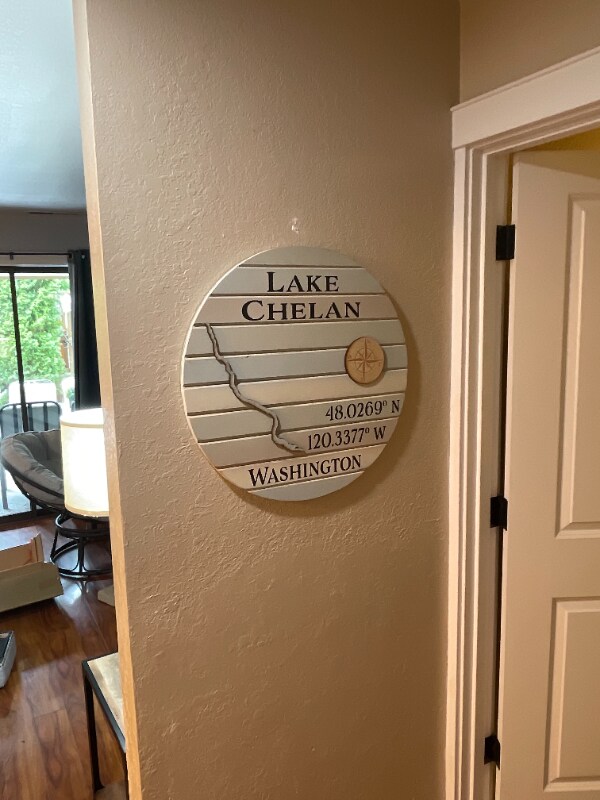 LAKE
CHELAN
48.0269° N
120.3377° W
WASHINGTON